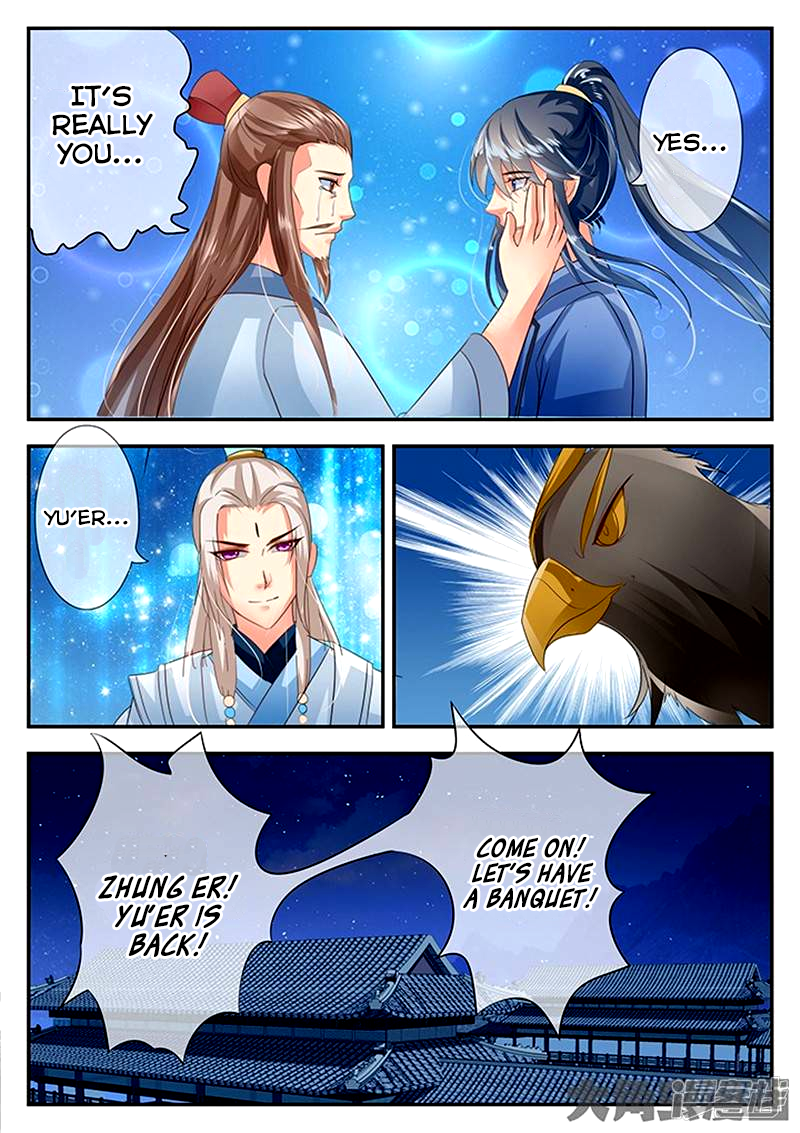 IT'S
REALLY
YOU...
YES...
YU'ER...
ZHUNG ER!
YU'ER IS
BACK!
COME ON!
LET'S HAVE
A BANQUET!